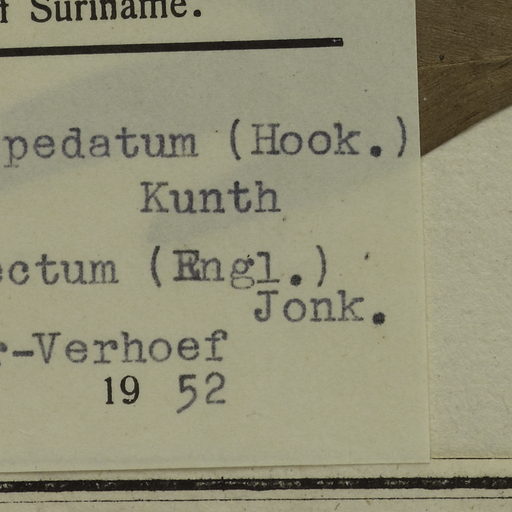 f Suriname.
pedatum (Hook.)
Kunth
ectum (Engl.)
Jonk.
r-Verhoef
19 52